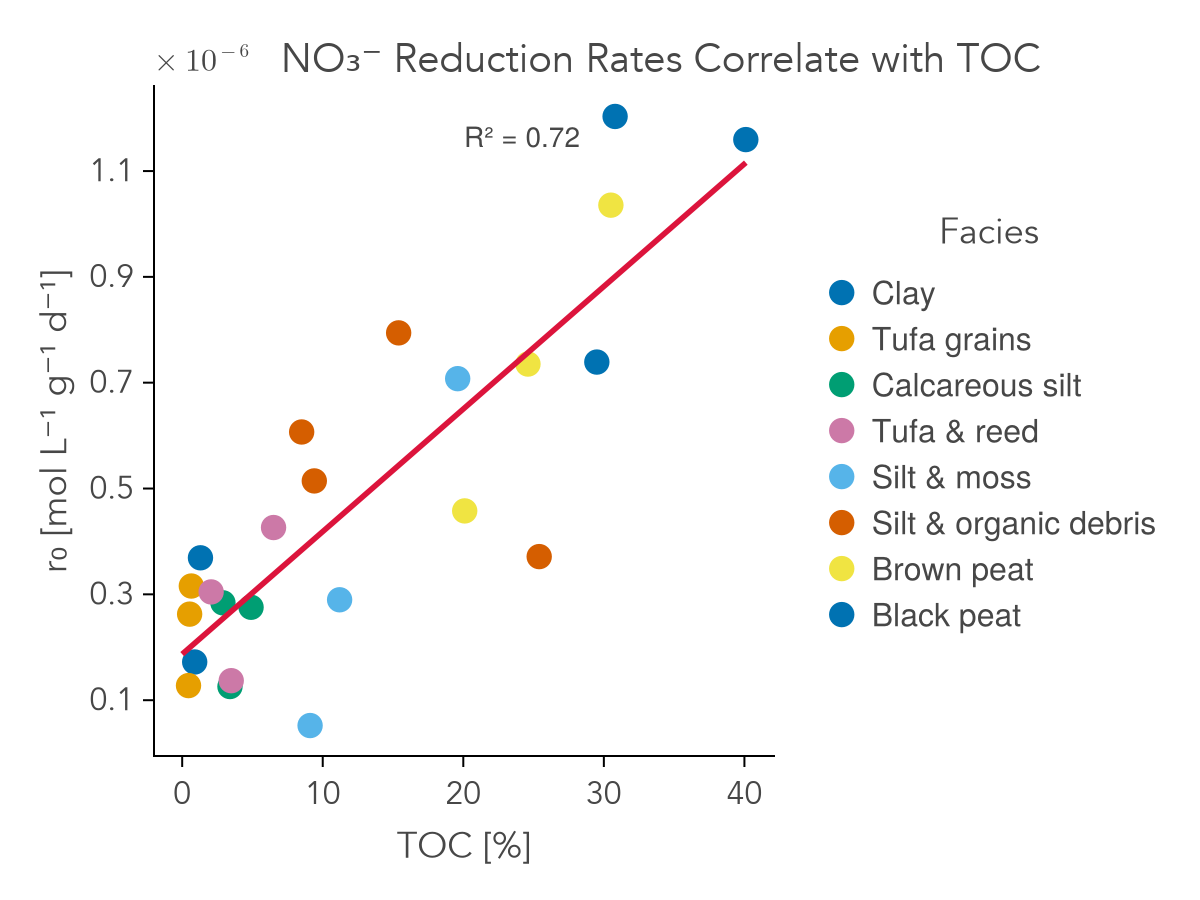 × 10⁻⁶
NO₃⁻ Reduction Rates Correlate with TOC
R² = 0.72
1.1
0.9
0.7
0.5
0.3
0.1
r₀ [mol L⁻¹ g⁻¹ d⁻¹]
0 10 20 30 40
TOC [%]
Facies
Clay
Tufa grains
Calcareous silt
Tufa & reed
Silt & moss
Silt & organic debris
Brown peat
Black peat